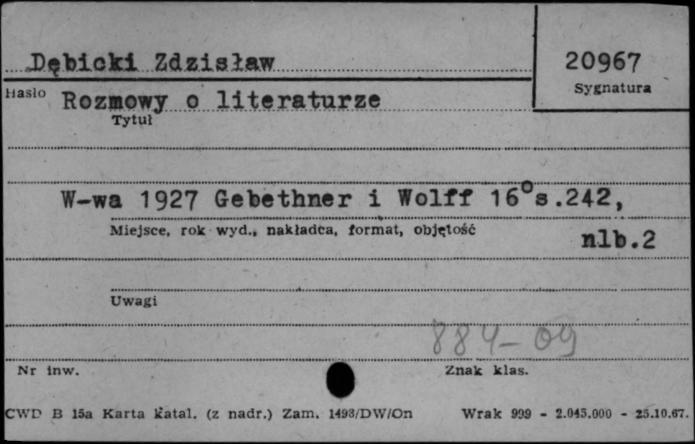 Dębicki Zdzisław
20967
Hasło
Sygnatura
Rozmowy o literaturze
Tytuł
W-wa 1927 Gebethner i Wolff 16° s.242,
Miejsce, rok wyd., nakładca, format, objętość
nlb.2
Uwagi
884-09
Nr inw.
Znak klas.
CWD B 15a Karta katal. (z nadr.) Zam. 1493/DW/On Wrak 999 - 2.045.000 - 25.10.67.